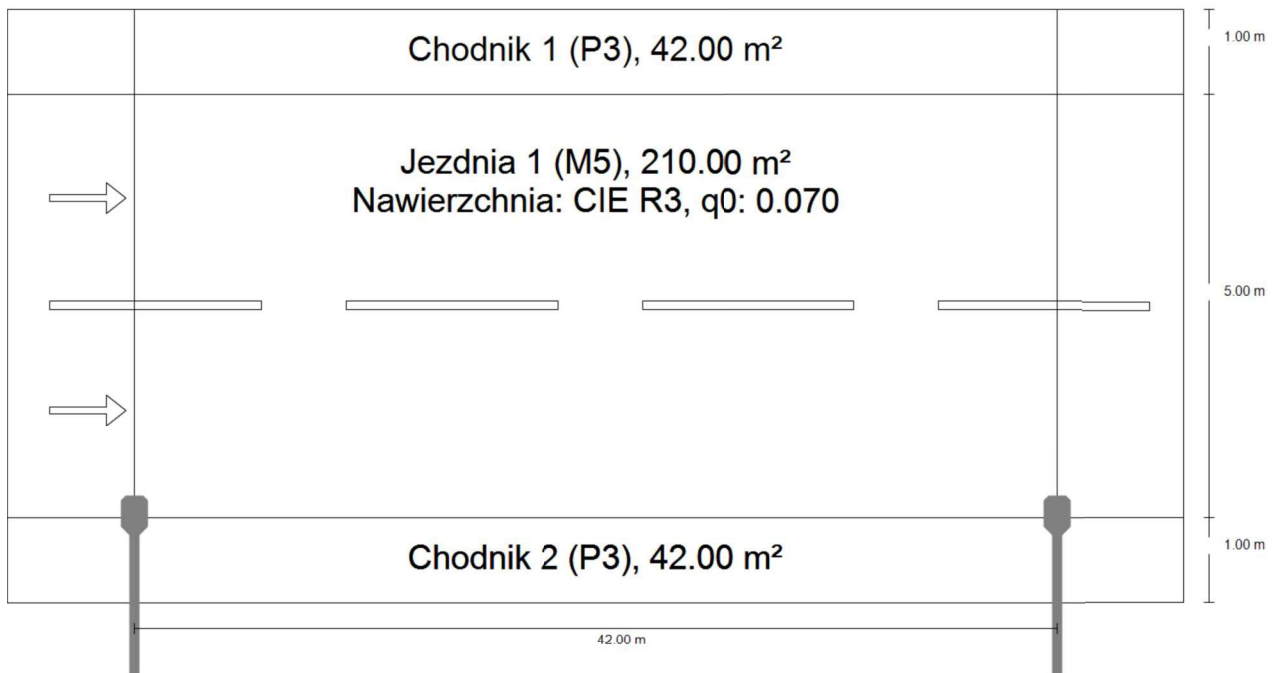 Chodnik 1 (P3), 42.00 m²
1.00 m
Jezdnia 1 (M5), 210.00 m²
Nawierzchnia: CIE R3, q0: 0.070
5.00 m
Chodnik 2 (P3), 42.00 m²
1.00 m
42.00 m